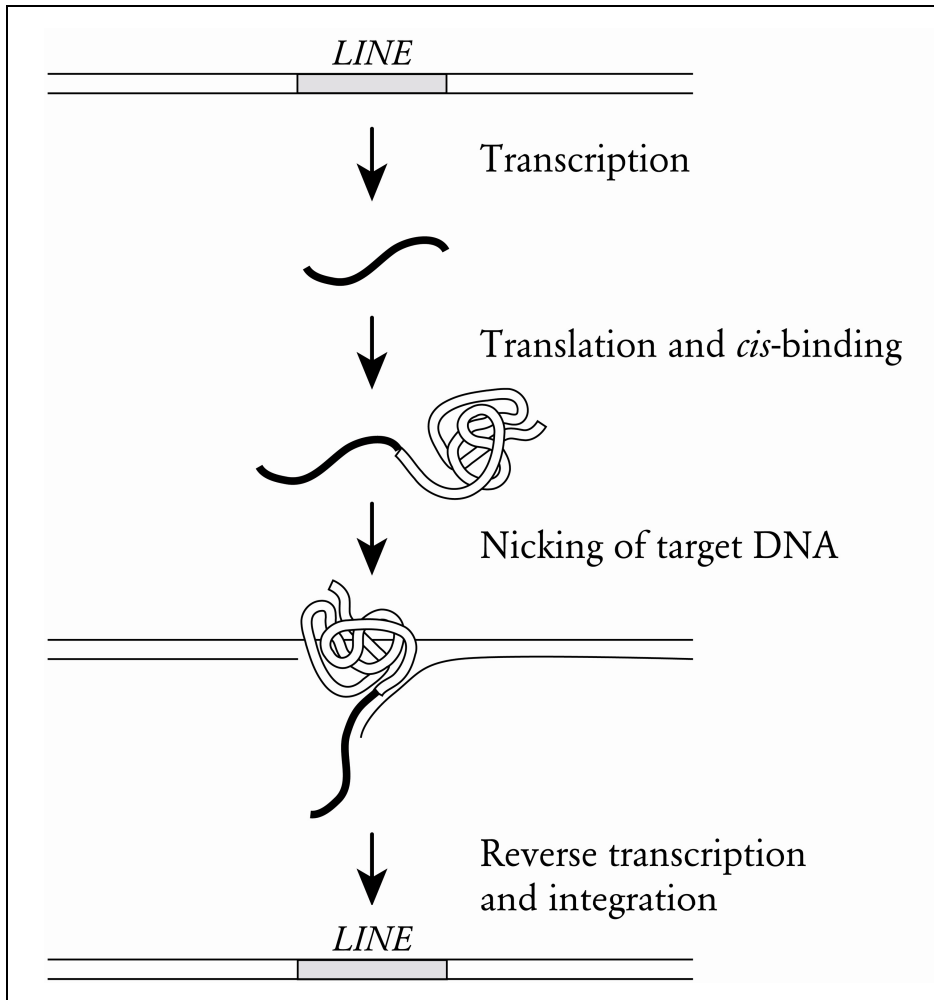 LINE
Transcription
Translation and cis-binding
Nicking of target DNA
Reverse transcription
and integration
LINE